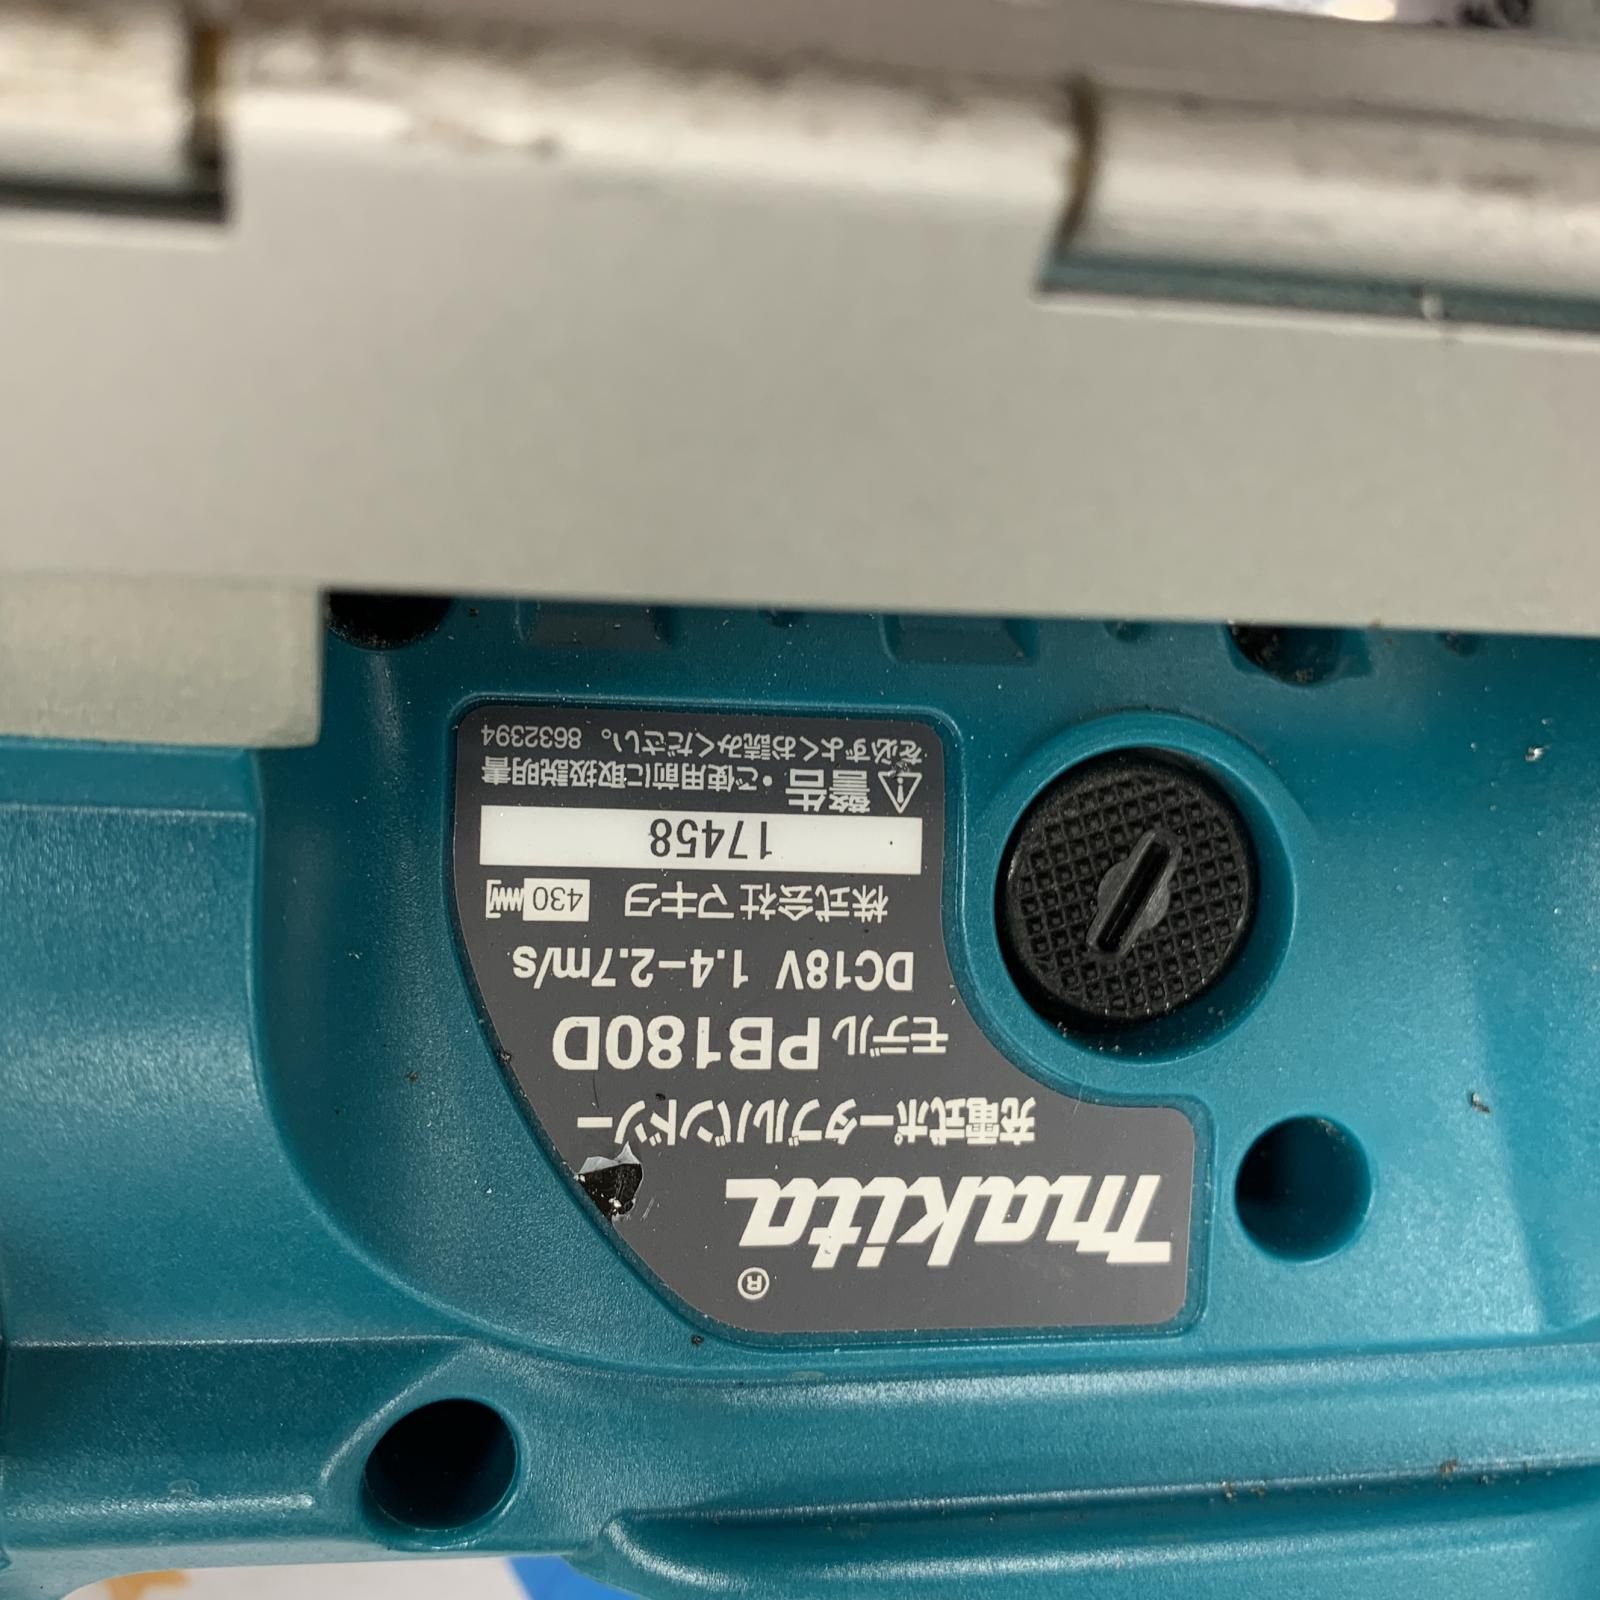 makita®
充電式ポータブルバンドソー
モデル PB180D
DC18V 1.4-2.7m/s
株式会社 マキタ 430
17458
警告 ・ご使用前に取扱説明書
を必ずよくお読みください。 8632394